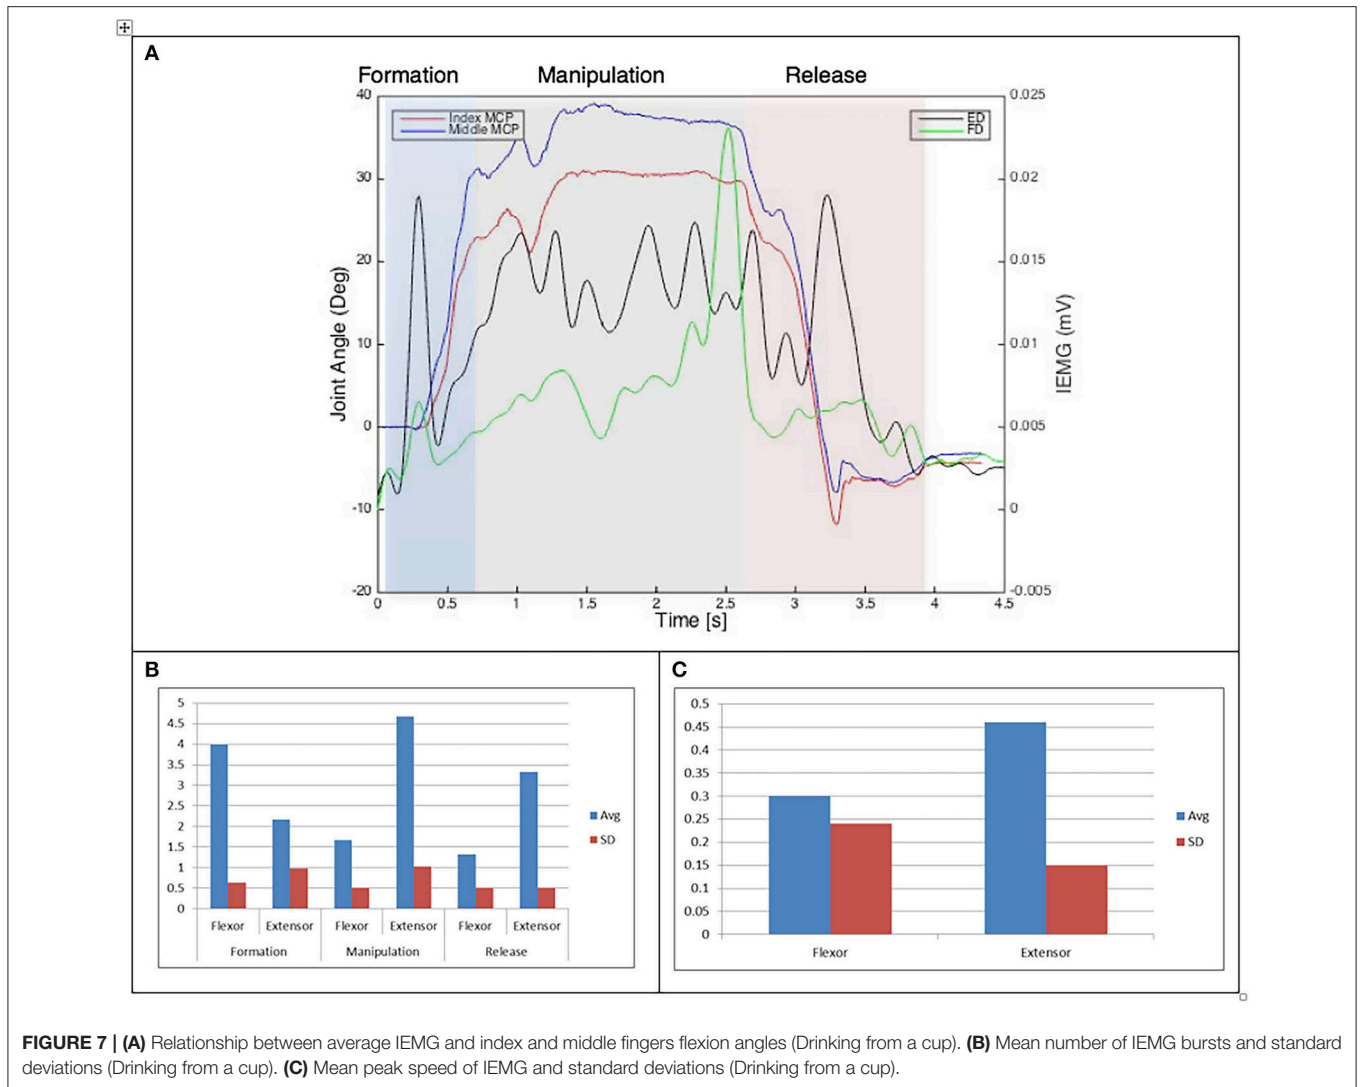 A
Formation Manipulation Release
40
30
20
10
0
-10
-20
Joint Angle (Deg)
Index MCP
Middle MCP
ED
FD
0.025
0.02
0.015
0.01
0.005
0
-0.005
IEMG (mV)
0 0.5 1 1.5 2 2.5 3 3.5 4 4.5
Time [s]
B
5
4.5
4
3.5
3
2.5
2
1.5
1
0.5
0
Avg
SD
Flexor Extensor Flexor Extensor Flexor Extensor
Formation Manipulation Release
C
0.5
0.45
0.4
0.35
0.3
0.25
0.2
0.15
0.1
0.05
0
Avg
SD
Flexor Extensor
FIGURE 7 | (A) Relationship between average IEMG and index and middle fingers flexion angles (Drinking from a cup). (B) Mean number of IEMG bursts and standard
deviations (Drinking from a cup). (C) Mean peak speed of IEMG and standard deviations (Drinking from a cup).